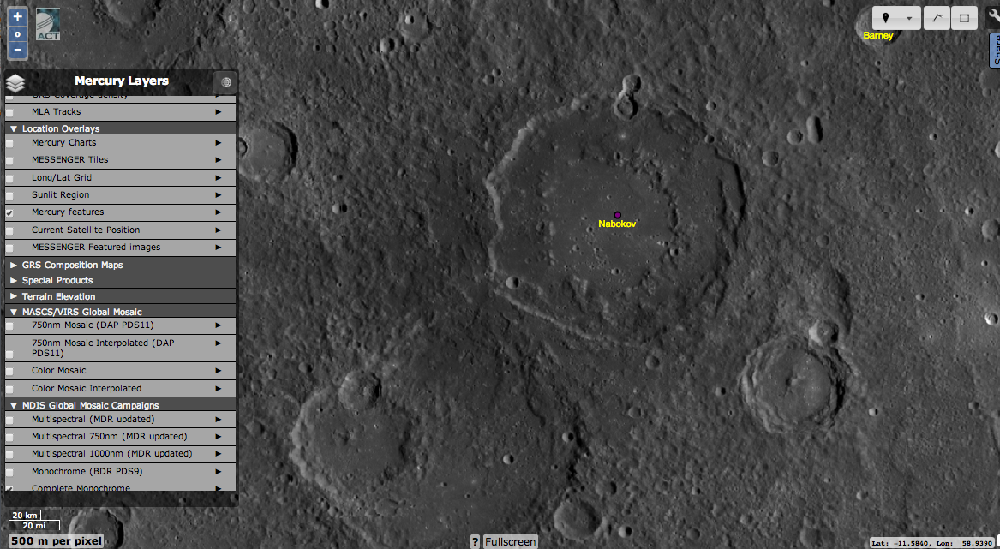 +
o
−
ACT
Barney
Share
Mercury Layers
GRS Coverage density
MLA Tracks
Location Overlays
Mercury Charts
MESSENGER Tiles
Long/Lat Grid
Sunlit Region
Mercury features
Current Satellite Position
MESSENGER Featured images
GRS Composition Maps
Special Products
Terrain Elevation
MASCS/VIRS Global Mosaic
750nm Mosaic (DAP PDS11)
750nm Mosaic Interpolated (DAP
PDS11)
Color Mosaic
Color Mosaic Interpolated
MDIS Global Mosaic Campaigns
Multispectral (MDR updated)
Multispectral 750nm (MDR updated)
Multispectral 1000nm (MDR updated)
Monochrome (BDR PDS9)
Complete Monochrome
Nabokov
20 km
20 mi
500 m per pixel
? Fullscreen
Lat: -11.5840, Lon: 58.9390